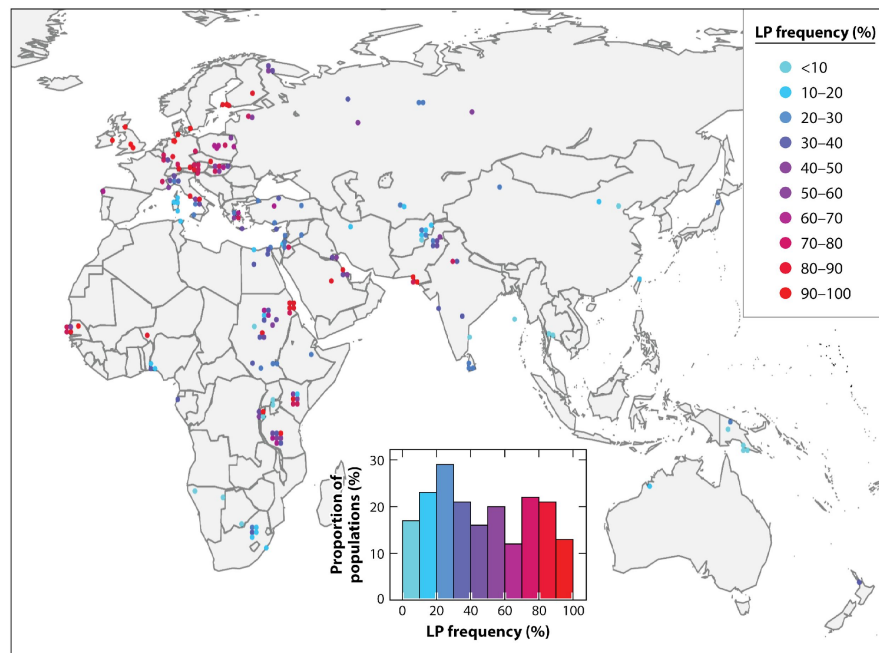 LP frequency (%)
<10
10–20
20–30
30–40
40–50
50–60
60–70
70–80
80–90
90–100
Proportion of
populations (%)
30
20
10
0
0 20 40 60 80 100
LP frequency (%)